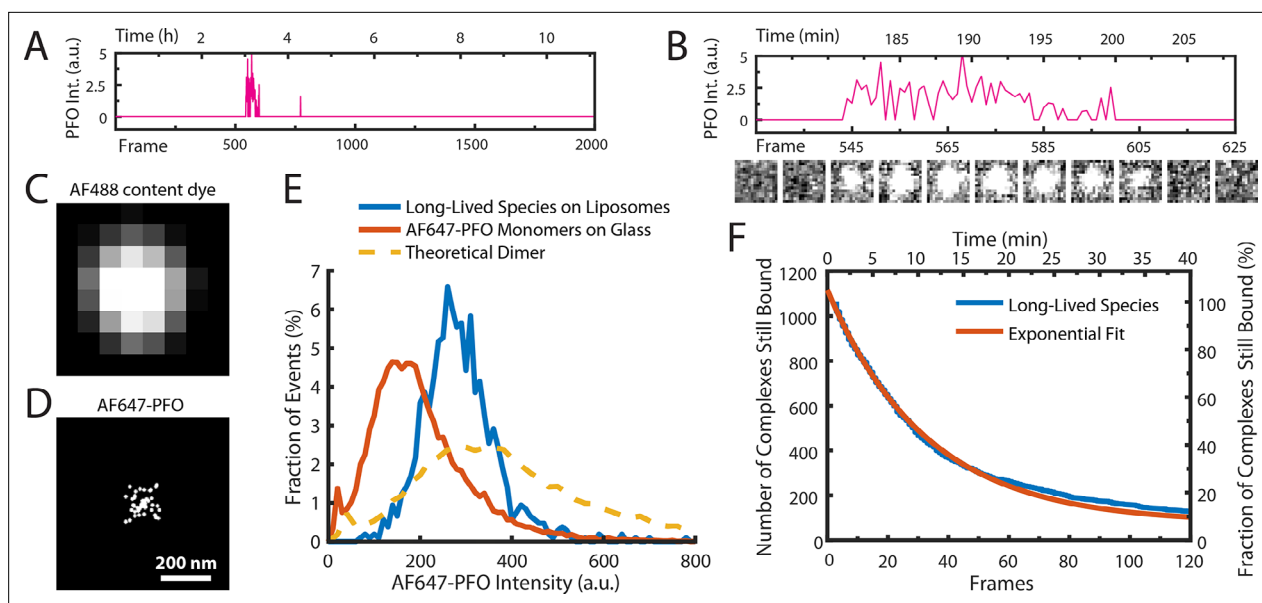 A
Time (h)
2 4 6 8 10
PFO Int. (a.u.)
5
2.5
0
Frame
500 1000 1500 2000
B
Time (min)
185 190 195 200 205
PFO Int. (a.u.)
5
2.5
0
Frame
545 565 585 605 625
C
AF488 content dye
D
AF647-PFO
200 nm
E
Long-Lived Species on Liposomes
AF647-PFO Monomers on Glass
Theoretical Dimer
Fraction of Events (%)
7
6
5
4
3
2
1
0
0 200 400 600 800
AF647-PFO Intensity (a.u.)
F
Time (min)
0 5 10 15 20 25 30 35 40
Number of Complexes Still Bound
1200
1000
800
600
400
200
0
Long-Lived Species
Exponential Fit
100
80
60
40
20
0
Fraction of Complexes Still Bound (%)
0 20 40 60 80 100 120
Frames